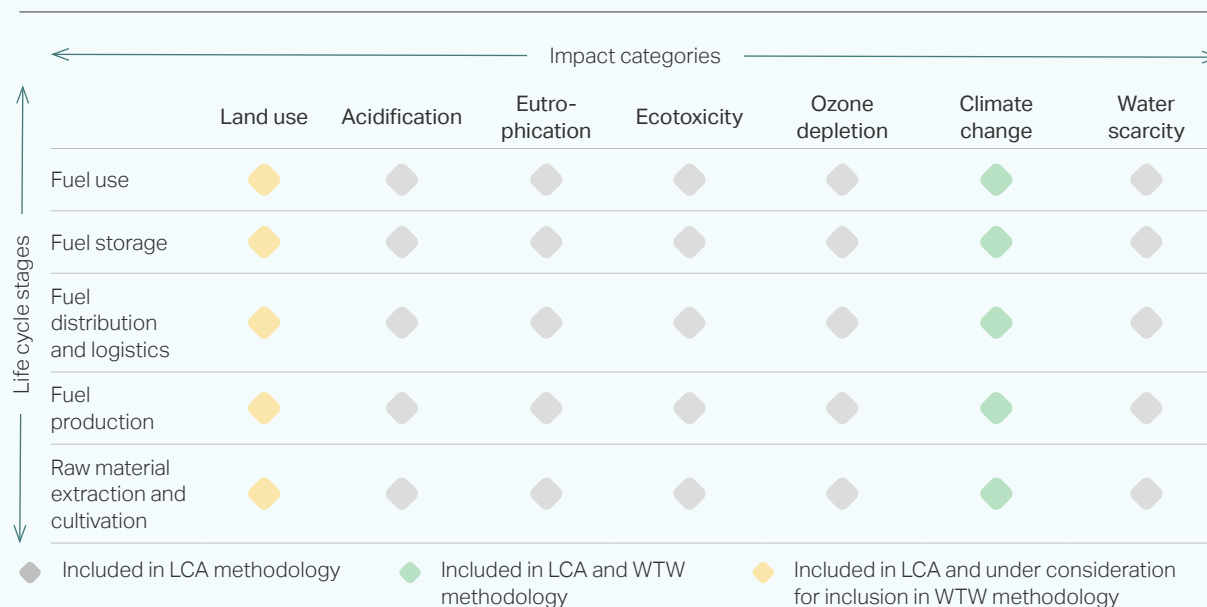 Impact categories
Land use
Acidification
Eutro-
phication
Ecotoxicity
Ozone
depletion
Climate
change
Water
scarcity
Life cycle stages
Fuel use
Fuel storage
Fuel
distribution
and logistics
Fuel
production
Raw material
extraction and
cultivation
Included in LCA methodology
Included in LCA and WTW
methodology
Included in LCA and under consideration
for inclusion in WTW methodology